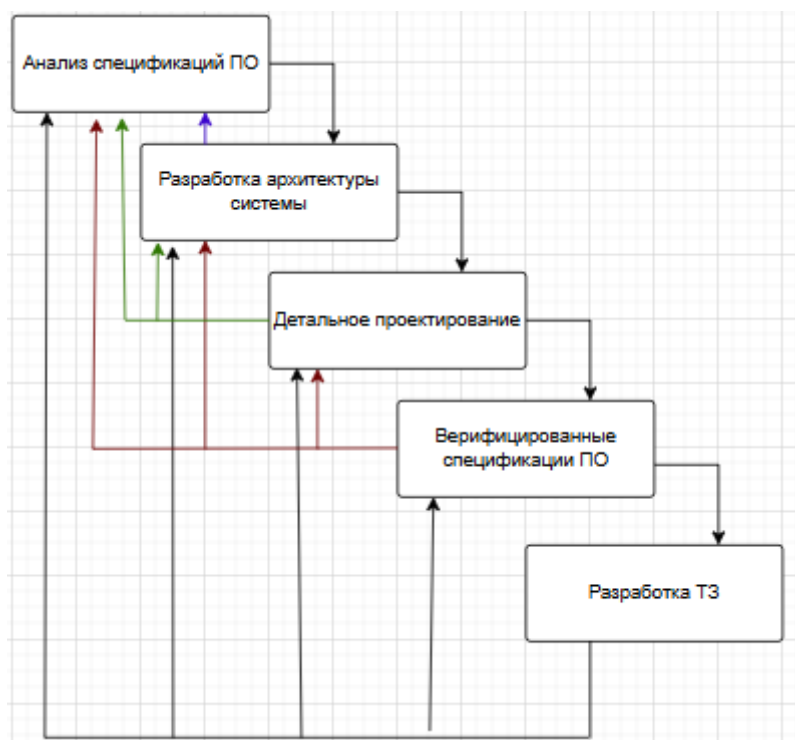 Анализ спецификаций ПО
Разработка архитектуры
системы
Детальное проектирование
Верифицированные
спецификации ПО
Разработка ТЗ